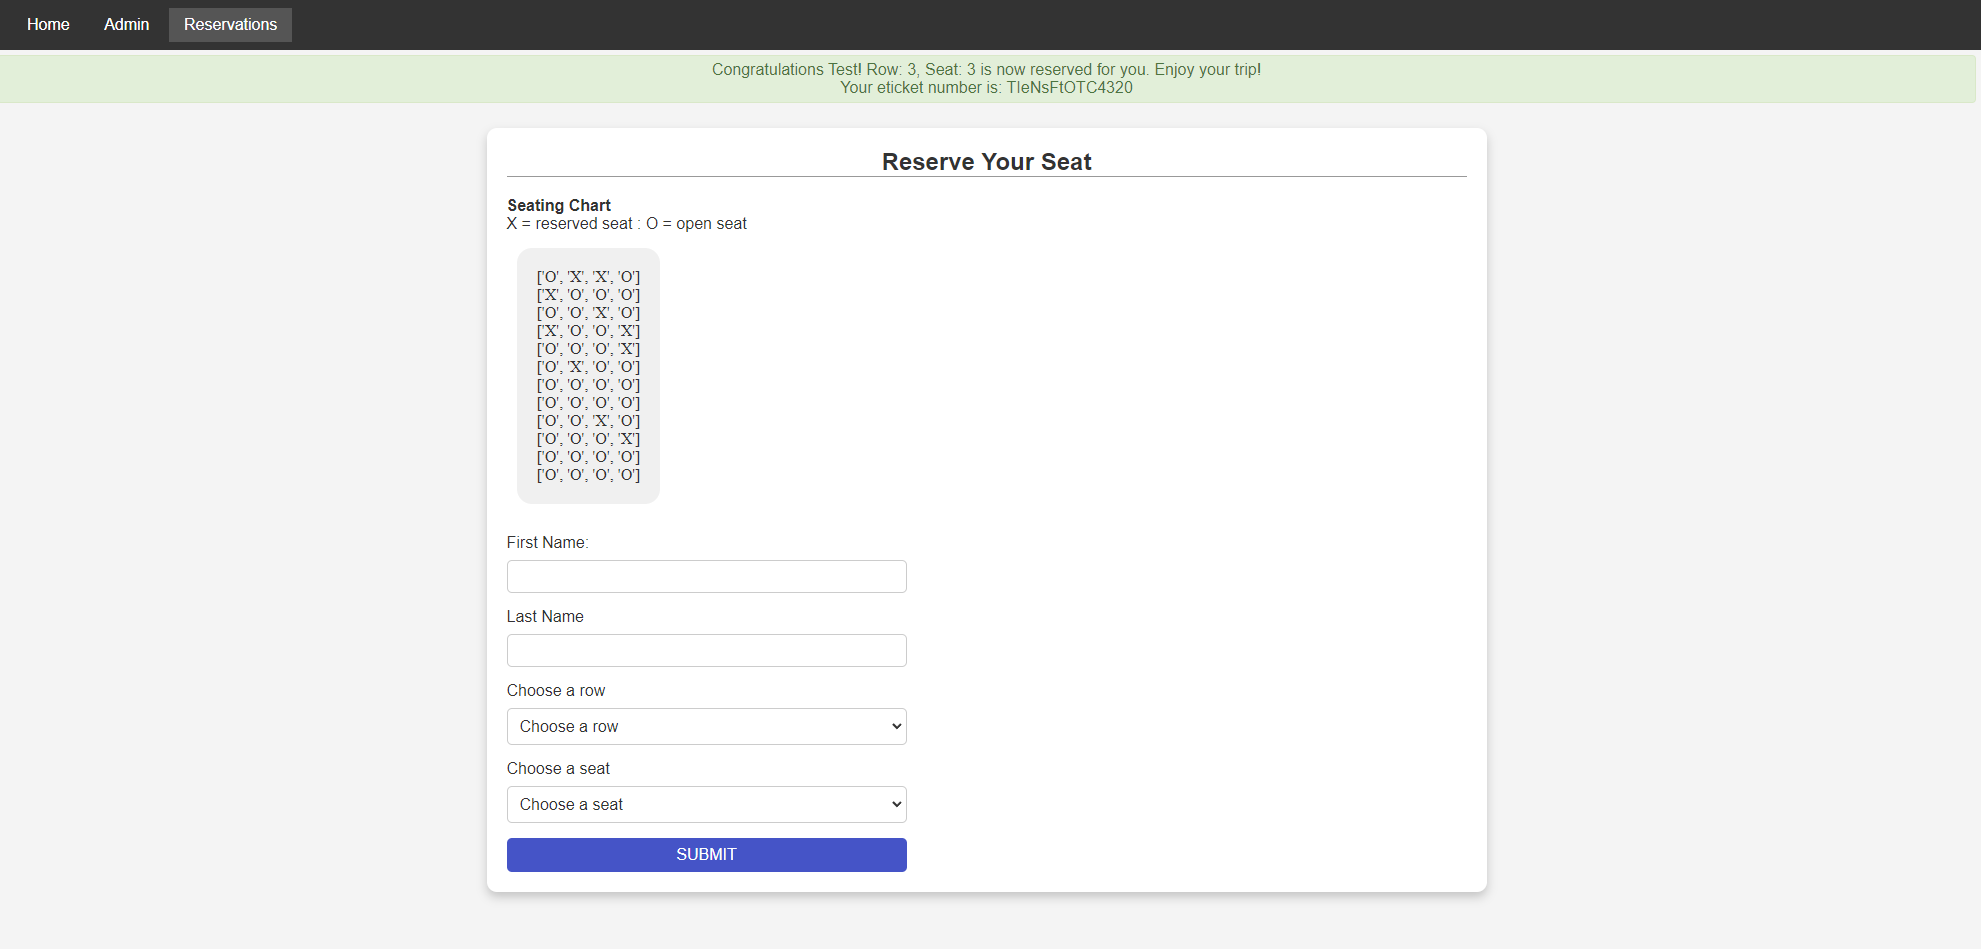 Home Admin Reservations
Congratulations Test! Row: 3, Seat: 3 is now reserved for you. Enjoy your trip!
Your eticket number is: TIeNsFtOTC4320
Reserve Your Seat
Seating Chart
X = reserved seat : O = open seat
['O', 'X', 'X', 'O']
['X', 'O', 'O', 'O']
['O', 'O', 'X', 'O']
['X', 'O', 'O', 'X']
['O', 'O', 'O', 'X']
['O', 'X', 'O', 'O']
['O', 'O', 'O', 'O']
['O', 'O', 'O', 'O']
['O', 'O', 'X', 'O']
['O', 'O', 'O', 'X']
['O', 'O', 'O', 'O']
['O', 'O', 'O', 'O']
First Name:
Last Name
Choose a row
Choose a row
Choose a seat
Choose a seat
SUBMIT